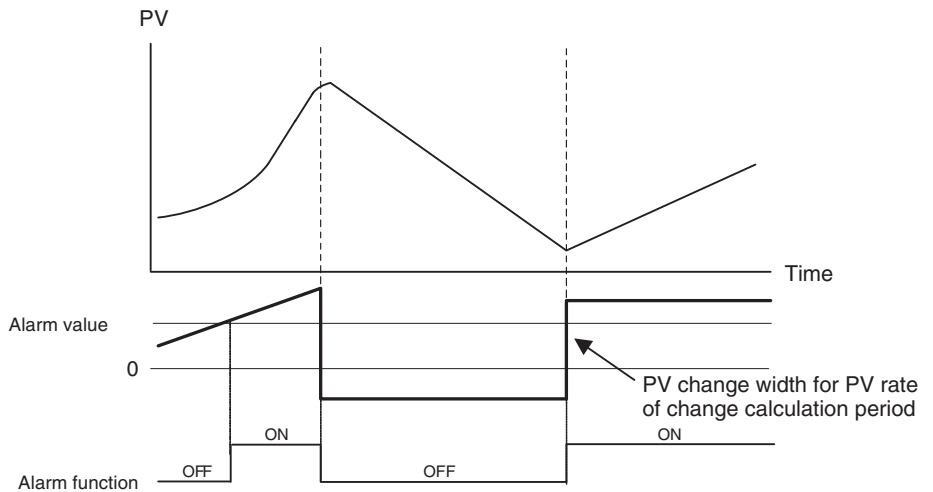 PV
Time
Alarm value
0
PV change width for PV rate
of change calculation period
ON
ON
OFF
OFF
Alarm function